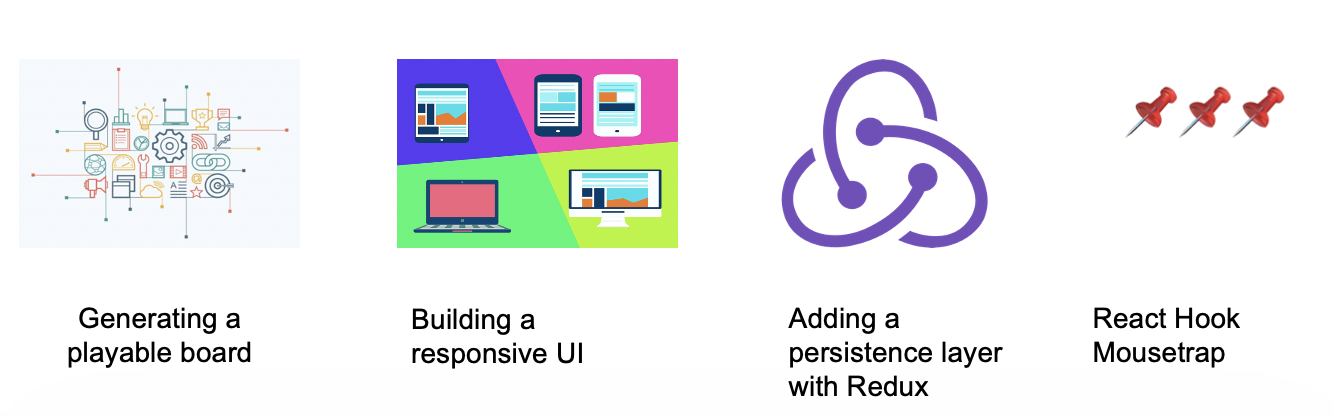 Generating a
playable board
Building a
responsive UI
Adding a
persistence layer
with Redux
React Hook
Mousetrap